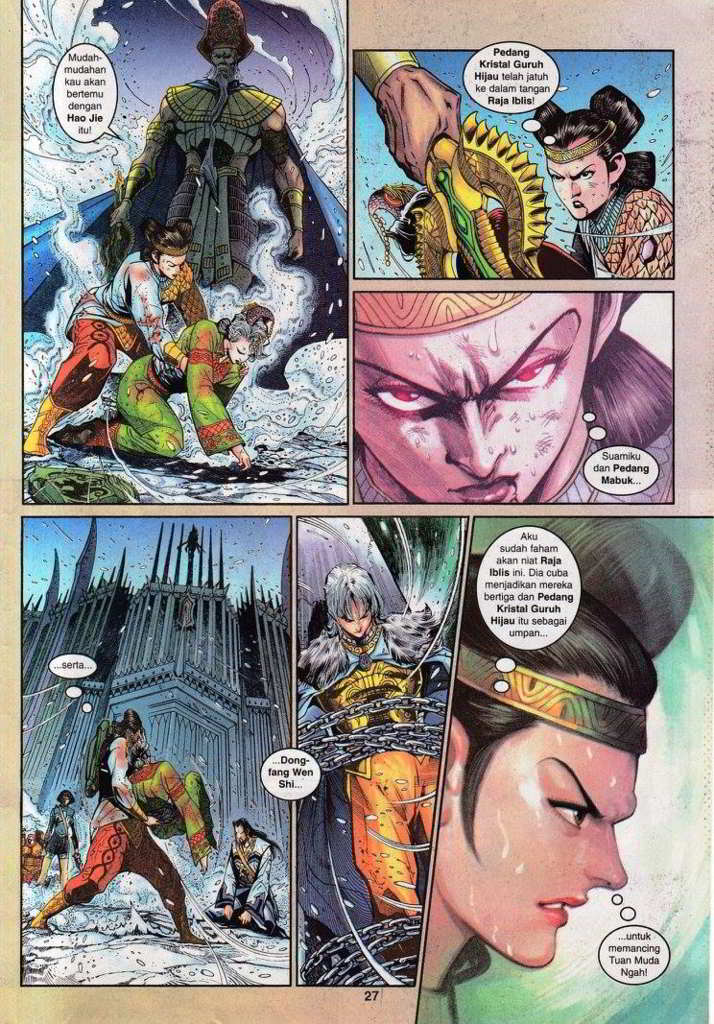 Mudah-
mudahan
kau akan
bertemu
dengan
Hao Jie
itu!
Pedang
Kristal Guruh
Hijau telah jatuh
ke dalam tangan
Raja Iblis!
Suamiku
dan Pedang
Mabuk...
...serta...
...Dong-
fang Wen
Shi...
Aku
sudah faham
akan niat Raja
Iblis ini. Dia cuba
menjadikan mereka
bertiga dan Pedang
Kristal Guruh
Hijau itu sebagai
umpan...
...untuk
memancing
Tuan Muda
Ngah!
27